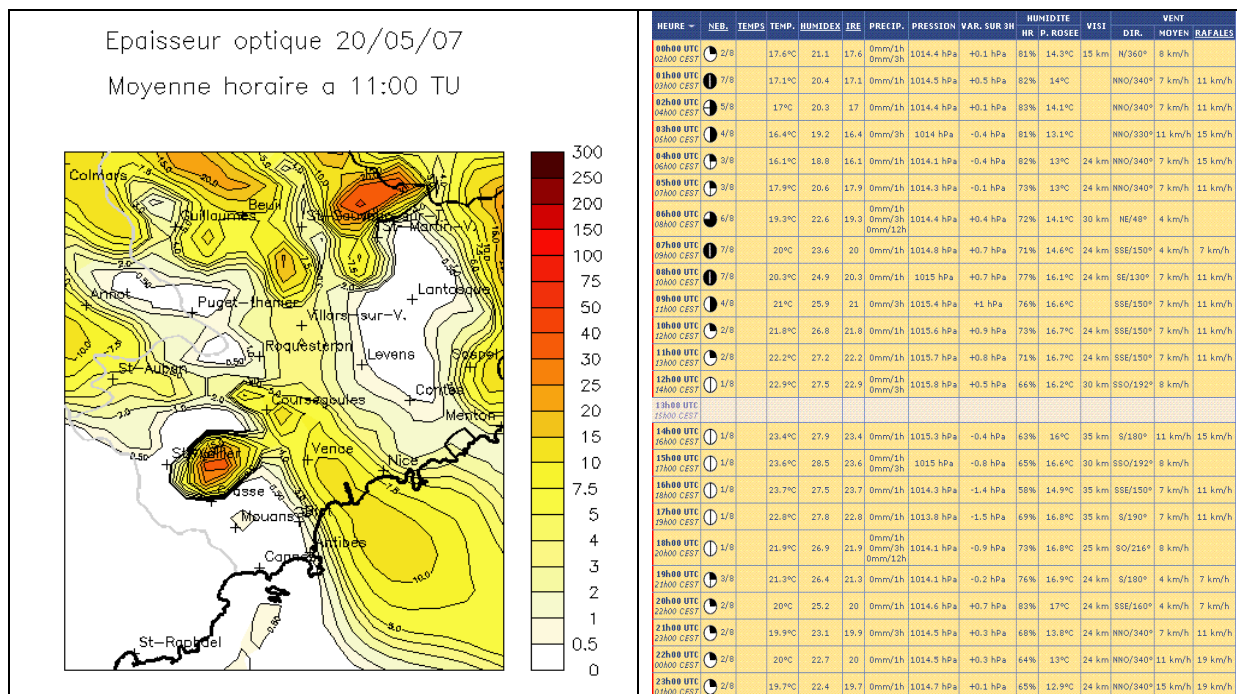 Epaisseur optique 20/05/07
Moyenne horaire a 11:00 TU
Colmars
Guillaumes
Beuil
St-Sauveur-sur-T.
St-Martin-V.
Annot
Puget-thenier
Lantosque
Villars-sur-V.
Roquesteron
Levens
Sospel
St-Auban
Contes
Coursegoules
Menton
St-Vallier
Vence
Nice
Grasse
Mouans
Biot
Antibes
Cannes
St-Raphael
300
250
200
150
100
75
50
40
30
25
20
15
10
7.5
5
4
3
2
1
0.5
0
HEURE NEB. TEMPS TEMP. HUMIDEX IRE PRECIP. PRESSION VAR. SUR 3H HUMIDITE VISI VENT
HR P. ROSEE DIR. MOYEN RAFALES
00h00 UTC 02h00 CEST 2/8 17.6°C 21.1 17.6 0mm/1h 0mm/3h 1014.4 hPa +0.1 hPa 81% 14.3°C 15 km N/360° 8 km/h
01h00 UTC 03h00 CEST 7/8 17.1°C 20.4 17.1 0mm/1h 1014.5 hPa +0.5 hPa 82% 14°C NNO/340° 7 km/h 11 km/h
02h00 UTC 04h00 CEST 5/8 17°C 20.3 17 0mm/1h 1014.4 hPa +0.1 hPa 83% 14.1°C NNO/340° 7 km/h 11 km/h
03h00 UTC 05h00 CEST 4/8 16.4°C 19.2 16.4 0mm/3h 1014 hPa -0.4 hPa 81% 13.1°C NNO/330° 11 km/h 15 km/h
04h00 UTC 06h00 CEST 3/8 16.1°C 18.8 16.1 0mm/1h 1014.1 hPa -0.4 hPa 82% 13°C 24 km NNO/340° 7 km/h 15 km/h
05h00 UTC 07h00 CEST 3/8 17.9°C 20.6 17.9 0mm/1h 1014.3 hPa -0.1 hPa 73% 13°C 24 km NNO/340° 7 km/h 11 km/h
06h00 UTC 08h00 CEST 6/8 19.3°C 22.6 19.3 0mm/1h 0mm/3h 0mm/12h 1014.4 hPa +0.4 hPa 72% 14.1°C 30 km NE/48° 4 km/h
07h00 UTC 09h00 CEST 7/8 20°C 23.6 20 0mm/1h 1014.8 hPa +0.7 hPa 71% 14.6°C 24 km SSE/150° 4 km/h 7 km/h
08h00 UTC 10h00 CEST 7/8 20.3°C 24.9 20.3 0mm/1h 1015 hPa +0.7 hPa 77% 16.1°C 24 km SE/130° 7 km/h 11 km/h
09h00 UTC 11h00 CEST 4/8 21°C 25.9 21 0mm/3h 1015.4 hPa +1 hPa 76% 16.6°C SSE/150° 7 km/h 11 km/h
10h00 UTC 12h00 CEST 2/8 21.8°C 26.8 21.8 0mm/1h 1015.6 hPa +0.9 hPa 73% 16.7°C 24 km SSE/150° 7 km/h 11 km/h
11h00 UTC 13h00 CEST 2/8 22.2°C 27.2 22.2 0mm/1h 1015.7 hPa +0.8 hPa 71% 16.7°C 24 km SSE/150° 7 km/h 11 km/h
12h00 UTC 14h00 CEST 1/8 22.9°C 27.5 22.9 0mm/1h 0mm/3h 1015.8 hPa +0.5 hPa 66% 16.2°C 30 km SSO/192° 8 km/h
13h00 UTC 15h00 CEST
14h00 UTC 16h00 CEST 1/8 23.4°C 27.9 23.4 0mm/1h 1015.3 hPa -0.4 hPa 63% 16°C 35 km S/180° 11 km/h 15 km/h
15h00 UTC 17h00 CEST 1/8 23.6°C 28.5 23.6 0mm/1h 0mm/3h 1015 hPa -0.8 hPa 65% 16.6°C 30 km SSO/192° 8 km/h
16h00 UTC 18h00 CEST 1/8 23.7°C 27.5 23.7 0mm/1h 1014.3 hPa -1.4 hPa 58% 14.9°C 35 km SSE/150° 7 km/h 11 km/h
17h00 UTC 19h00 CEST 1/8 22.8°C 27.8 22.8 0mm/1h 1013.8 hPa -1.5 hPa 69% 16.8°C 35 km S/190° 7 km/h 11 km/h
18h00 UTC 20h00 CEST 1/8 21.9°C 26.9 21.9 0mm/1h 0mm/3h 0mm/12h 1014.1 hPa -0.9 hPa 73% 16.8°C 25 km SO/216° 8 km/h
19h00 UTC 21h00 CEST 3/8 21.3°C 26.4 21.3 0mm/1h 1014.1 hPa -0.2 hPa 76% 16.9°C 24 km S/180° 4 km/h 7 km/h
20h00 UTC 22h00 CEST 2/8 20°C 25.2 20 0mm/1h 1014.6 hPa +0.7 hPa 83% 17°C 24 km SSE/160° 4 km/h 7 km/h
21h00 UTC 23h00 CEST 2/8 19.9°C 23.1 19.9 0mm/3h 1014.5 hPa +0.3 hPa 68% 13.8°C 24 km NNO/340° 7 km/h 11 km/h
22h00 UTC 00h00 CEST 2/8 20°C 22.7 20 0mm/1h 1014.5 hPa +0.3 hPa 64% 13°C 24 km NNO/340° 11 km/h 19 km/h
23h00 UTC 01h00 CEST 2/8 19.7°C 22.4 19.7 0mm/1h 1014.7 hPa +0.1 hPa 65% 12.9°C 24 km NNO/340° 15 km/h 19 km/h